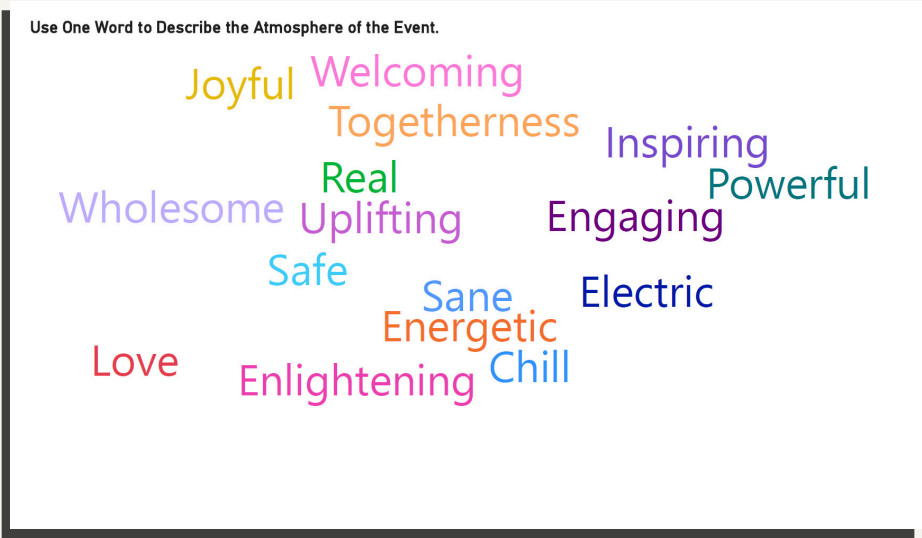 Use One Word to Describe the Atmosphere of the Event.
Joyful
Welcoming
Togetherness
Inspiring
Real
Powerful
Wholesome
Uplifting
Engaging
Safe
Sane
Electric
Energetic
Love
Enlightening
Chill